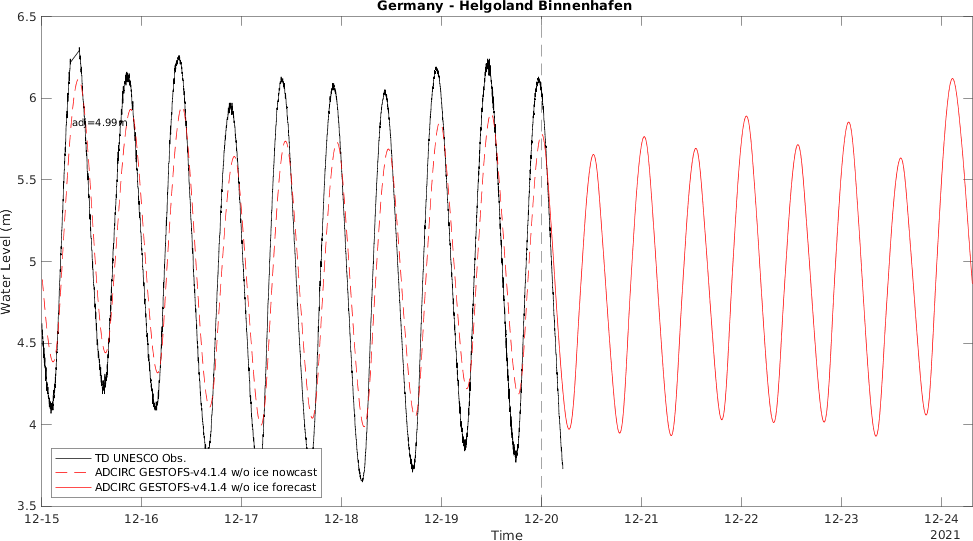 Germany - Helgoland Binnenhafen
6.5
6
5.5
5
4.5
4
3.5
Water Level (m)
adj=4.99m
TD UNESCO Obs.
ADCIRC GESTOFS-v4.1.4 w/o ice nowcast
ADCIRC GESTOFS-v4.1.4 w/o ice forecast
12-15 12-16 12-17 12-18 12-19 12-20 12-21 12-22 12-23 12-24
Time
2021